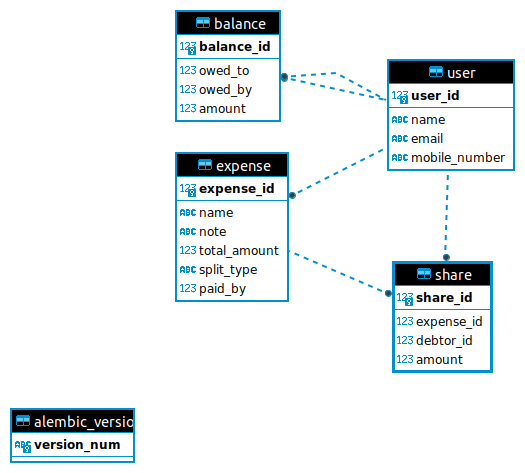 balance
123 balance_id
123 owed_to
123 owed_by
123 amount
user
123 user_id
ABC name
ABC email
ABC mobile_number
expense
123 expense_id
ABC name
ABC note
123 total_amount
ABC split_type
123 paid_by
share
123 share_id
123 expense_id
123 debtor_id
123 amount
alembic_versio
ABC version_num